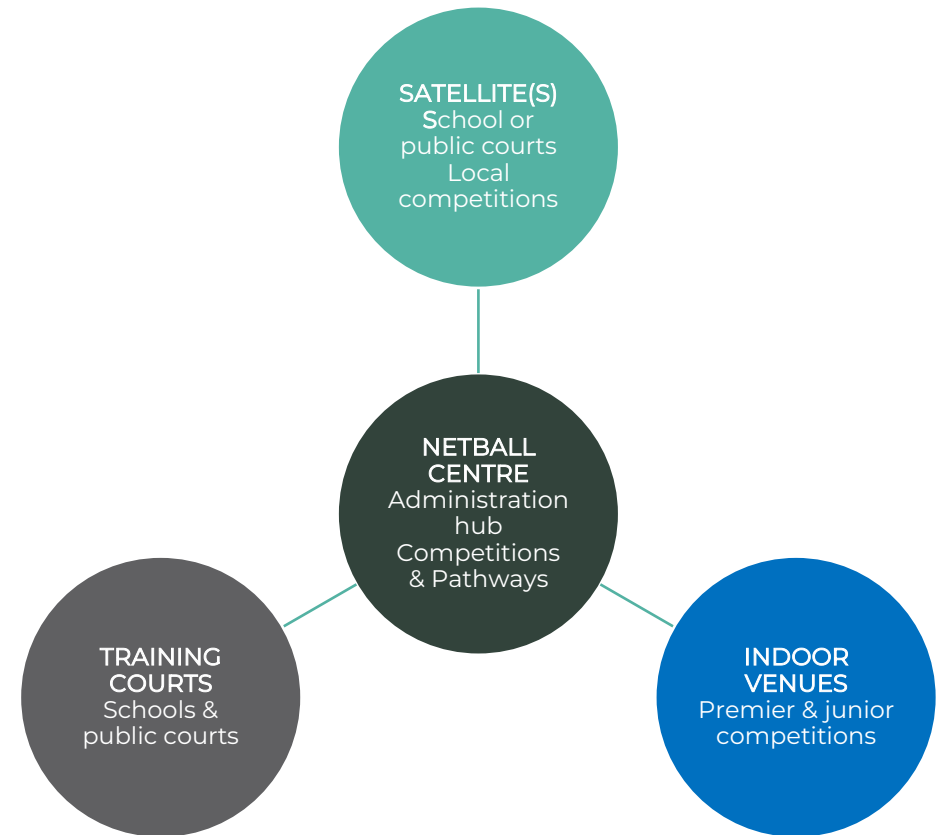 SATELLITE(S)
School or
public courts
Local
competitions
NETBALL
CENTRE
Administration
hub
Competitions
& Pathways
TRAINING
COURTS
Schools &
public courts
INDOOR
VENUES
Premier & junior
competitions